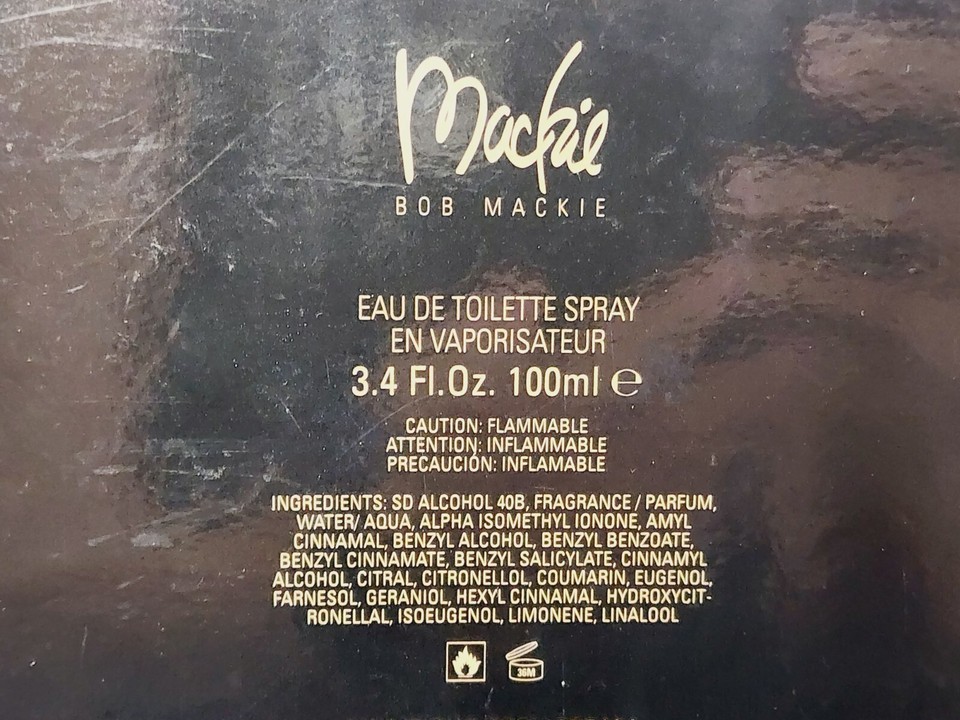 Mackie
BOB MACKIE
EAU DE TOILETTE SPRAY
EN VAPORISATEUR
3.4 Fl.Oz. 100ml ℮
CAUTION: FLAMMABLE
ATTENTION: INFLAMMABLE
PRECAUCIÓN: INFLAMABLE
INGREDIENTS: SD ALCOHOL 40B, FRAGRANCE / PARFUM,
WATER/ AQUA, ALPHA ISOMETHYL IONONE, AMYL
CINNAMAL, BENZYL ALCOHOL, BENZYL BENZOATE,
BENZYL CINNAMATE, BENZYL SALICYLATE, CINNAMYL
ALCOHOL, CITRAL, CITRONELLOL, COUMARIN, EUGENOL,
FARNESOL, GERANIOL, HEXYL CINNAMAL, HYDROXYCIT-
RONELLAL, ISOEUGENOL, LIMONENE, LINALOOL
36M